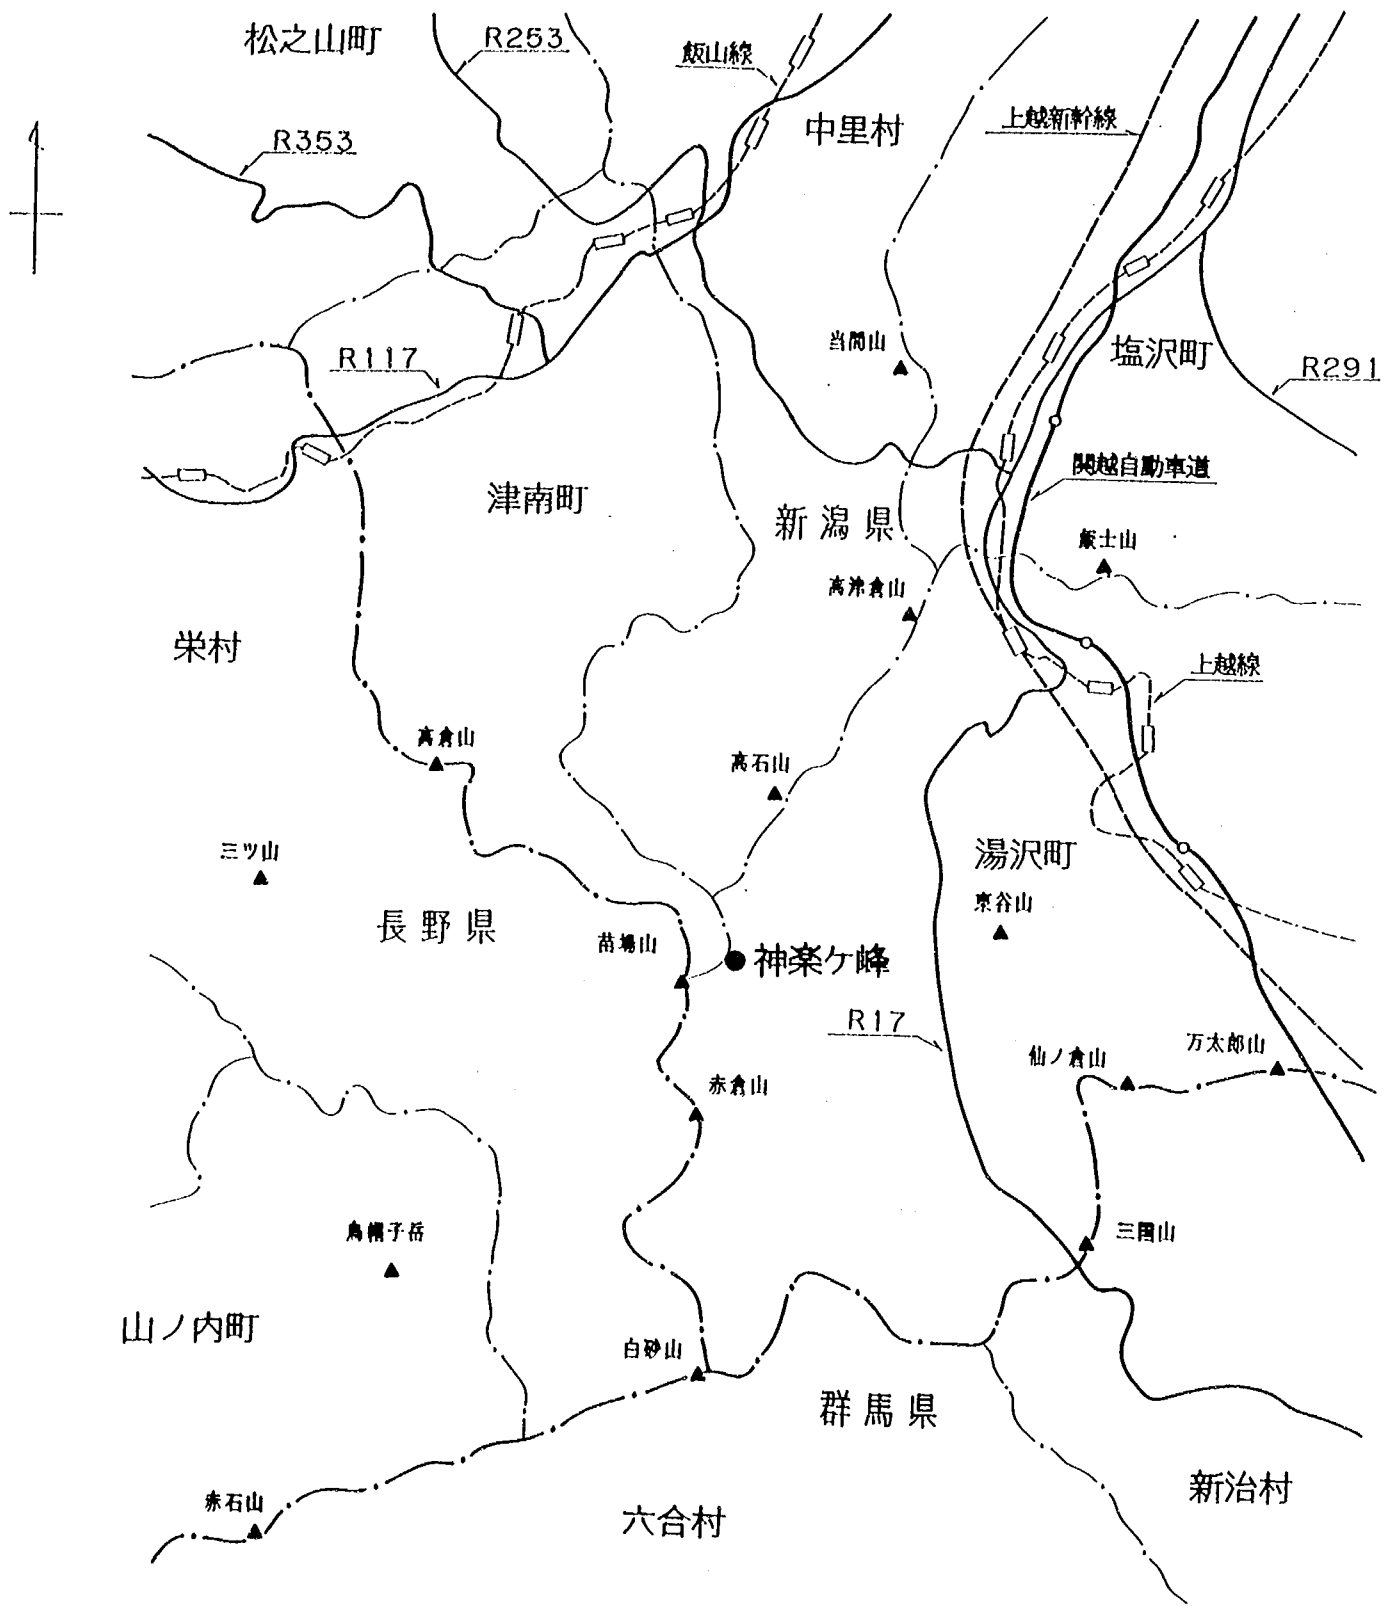 松之山町
R253
飯山線
中里村
上越新幹線
R353
当間山
塩沢町
R291
R117
関越自動車道
津南町
新潟県
飯士山
高津倉山
栄村
上越線
高倉山
高石山
三ツ山
湯沢町
東谷山
長野県
苗場山
神楽ケ峰
R17
仙ノ倉山
万太郎山
赤倉山
烏帽子岳
三国山
山ノ内町
白砂山
群馬県
新治村
赤石山
六合村